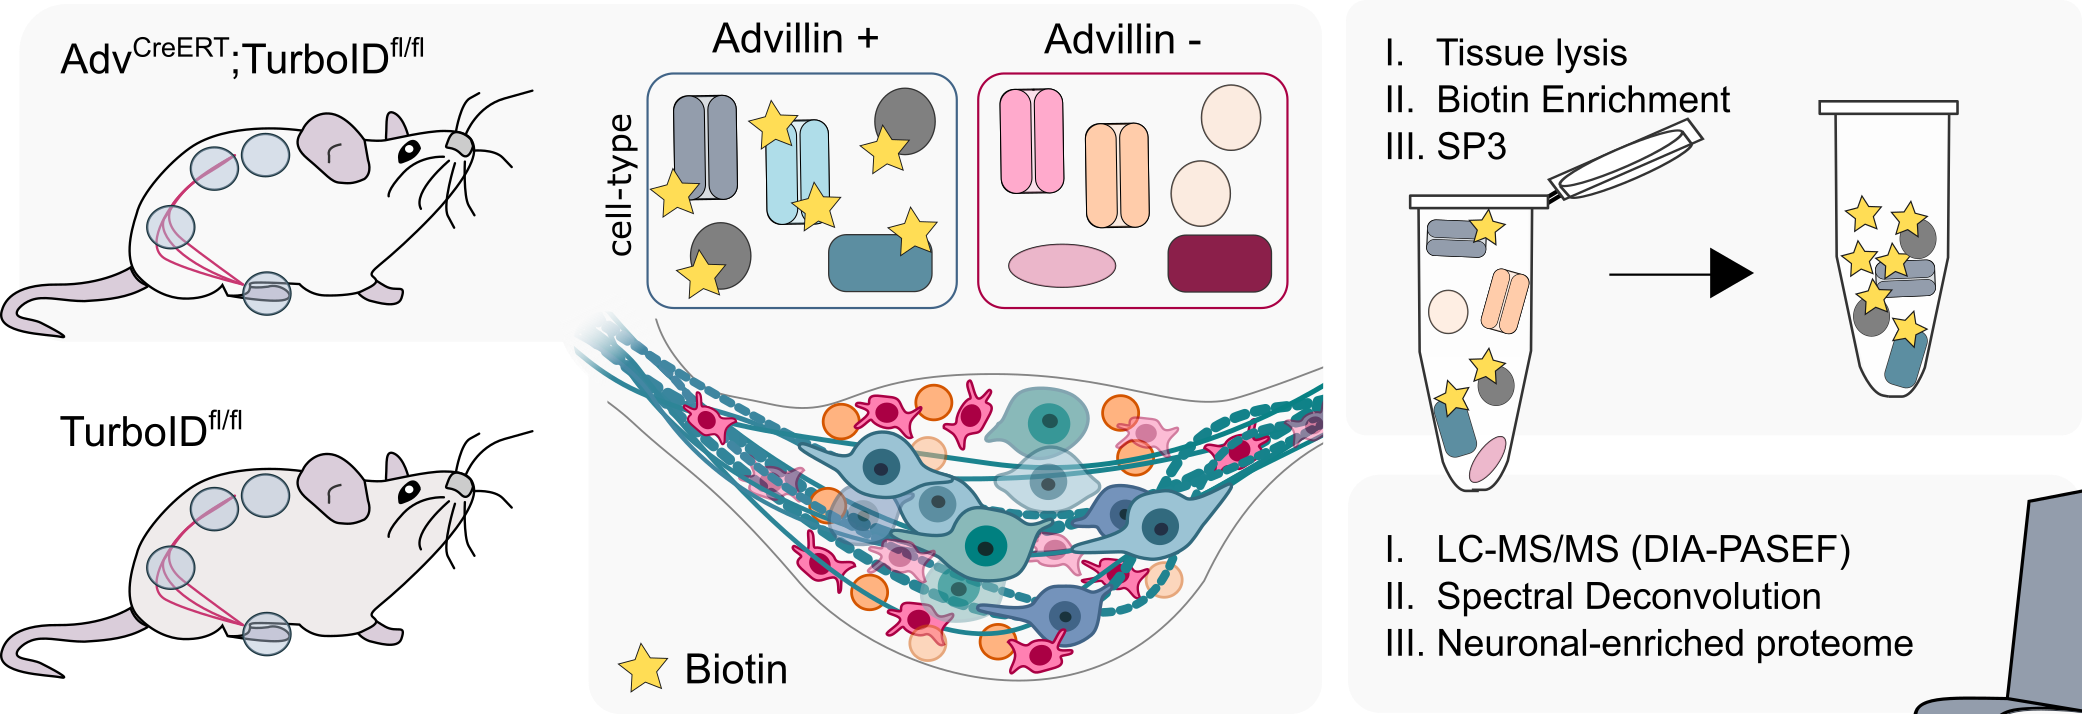 Adv^CreERT;TurboID^fl/fl
TurboID^fl/fl
Advillin +
Advillin -
cell-type
Biotin
I. Tissue lysis
II. Biotin Enrichment
III. SP3
I. LC-MS/MS (DIA-PASEF)
II. Spectral Deconvolution
III. Neuronal-enriched proteome